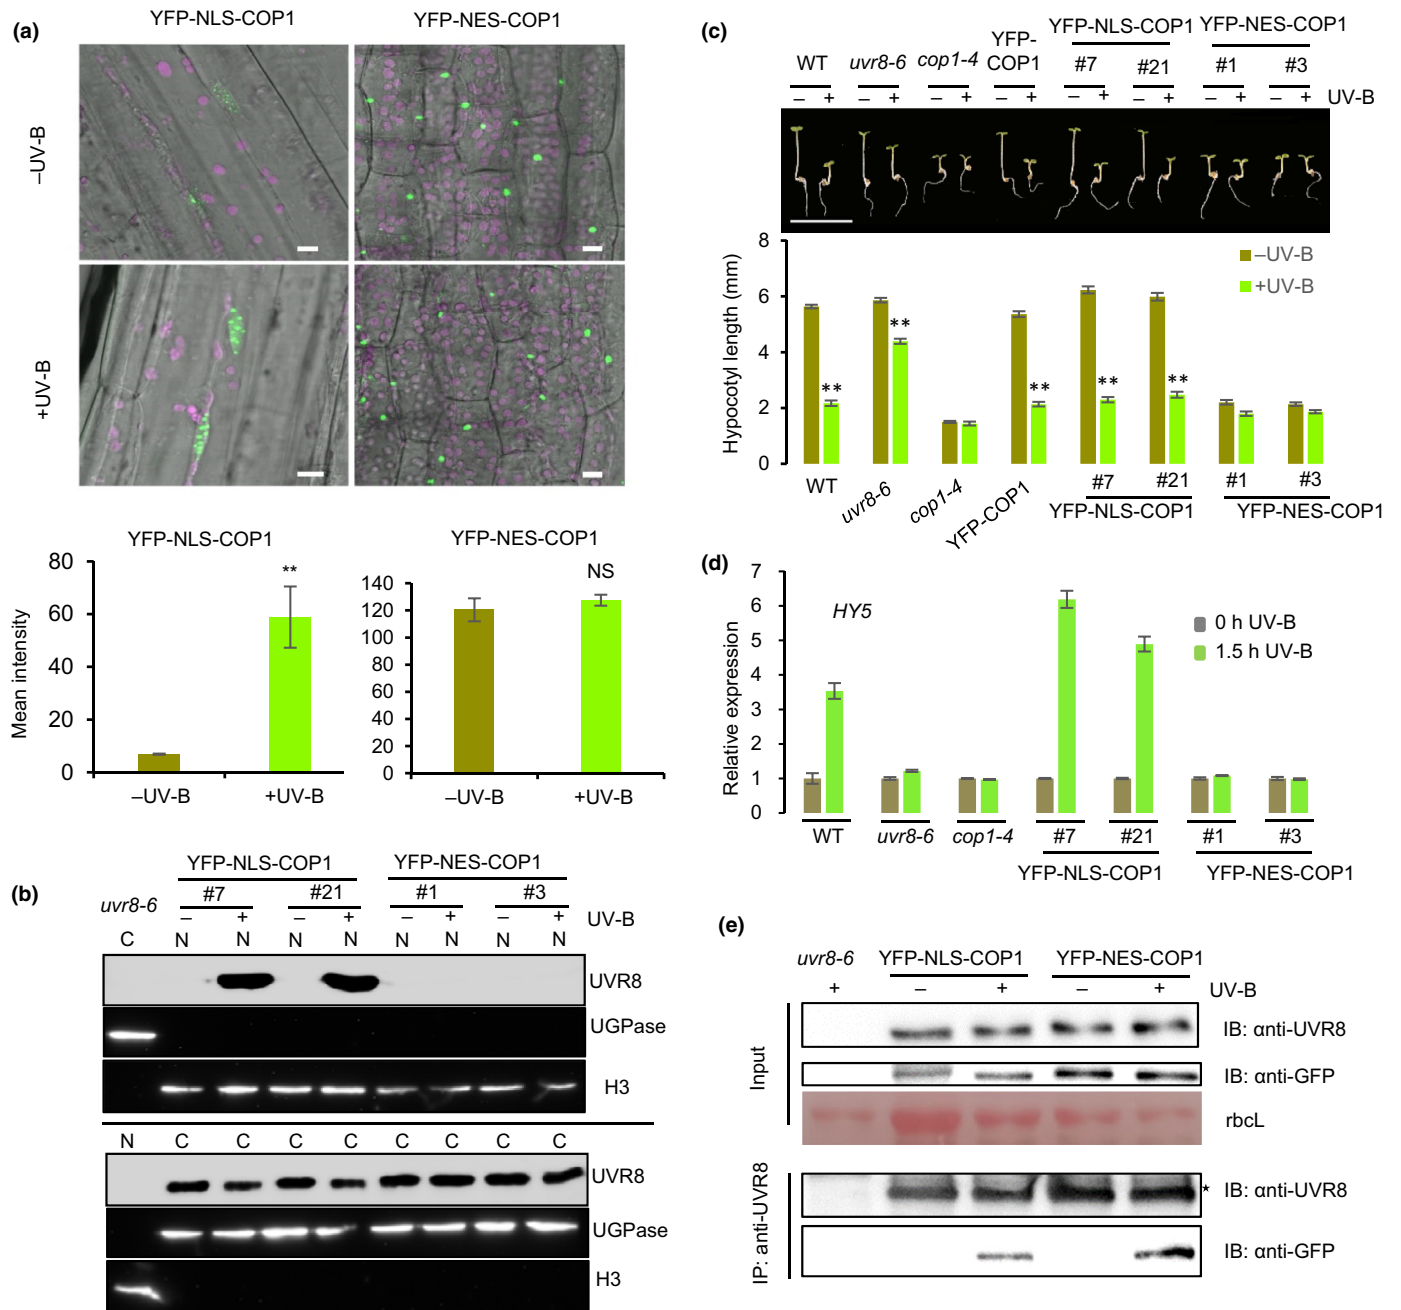 (a)
YFP-NLS-COP1 YFP-NES-COP1
–UV-B
+UV-B
YFP-NLS-COP1 YFP-NES-COP1
Mean intensity
80
60
40
20
0
**
–UV-B +UV-B
140
120
100
80
60
40
20
0
NS
–UV-B +UV-B
(b)
YFP-NLS-COP1 YFP-NES-COP1
uvr8-6 #7 #21 #1 #3
– + – + – + – + UV-B
C N N N N N N N N
UVR8
UGPase
H3
N C C C C C C C C
UVR8
UGPase
H3
(c)
YFP-NLS-COP1 YFP-NES-COP1
WT uvr8-6 cop1-4 YFP-COP1 #7 #21 #1 #3
– + – + – + – + – + – + – + – + UV-B
Hypocotyl length (mm)
8
6
4
2
0
–UV-B
+UV-B
** ** ** ** **
WT uvr8-6 cop1-4 YFP-COP1 #7 #21 #1 #3
YFP-NLS-COP1 YFP-NES-COP1
(d)
Relative expression
7
6
5
4
3
2
1
0
HY5
0 h UV-B
1.5 h UV-B
WT uvr8-6 cop1-4 #7 #21 #1 #3
YFP-NLS-COP1 YFP-NES-COP1
(e)
uvr8-6 YFP-NLS-COP1 YFP-NES-COP1
+ – + – + UV-B
Input
IB: αnti-UVR8
IB: αnti-GFP
rbcL
IP: anti-UVR8
* IB: αnti-UVR8
IB: αnti-GFP